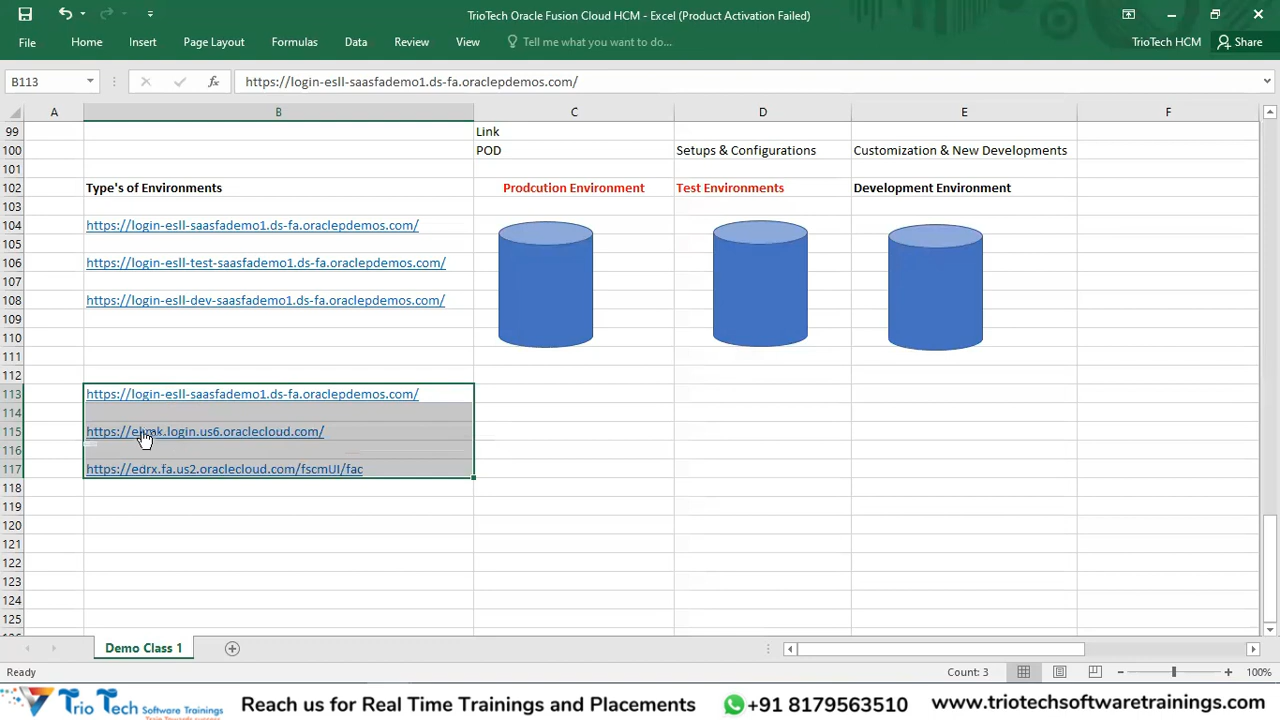 TrioTech Oracle Fusion Cloud HCM - Excel (Product Activation Failed)
File Home Insert Page Layout Formulas Data Review View Tell me what you want to do... TrioTech HCM Share
B113 fx https://login-esll-saasfademo1.ds-fa.oraclepdemos.com/
A B C D E F
99 Link
100 POD Setups & Configurations Customization & New Developments
101
102 Type's of Environments Prodcution Environment Test Environments Development Environment
103
104 https://login-esll-saasfademo1.ds-fa.oraclepdemos.com/
105
106 https://login-esll-test-saasfademo1.ds-fa.oraclepdemos.com/
107
108 https://login-esll-dev-saasfademo1.ds-fa.oraclepdemos.com/
109
110
111
112
113 https://login-esll-saasfademo1.ds-fa.oraclepdemos.com/
114
115
116
117 https://edrx.fa.us2.oraclecloud.com/fscmUI/fac
118
119
120
121
122
123
124
125
Demo Class 1
Ready Count: 3 100%
Trio Tech Software Trainings Reach us for Real Time Trainings and Placements +91 8179563510 www.triotechsoftwaretrainings.com